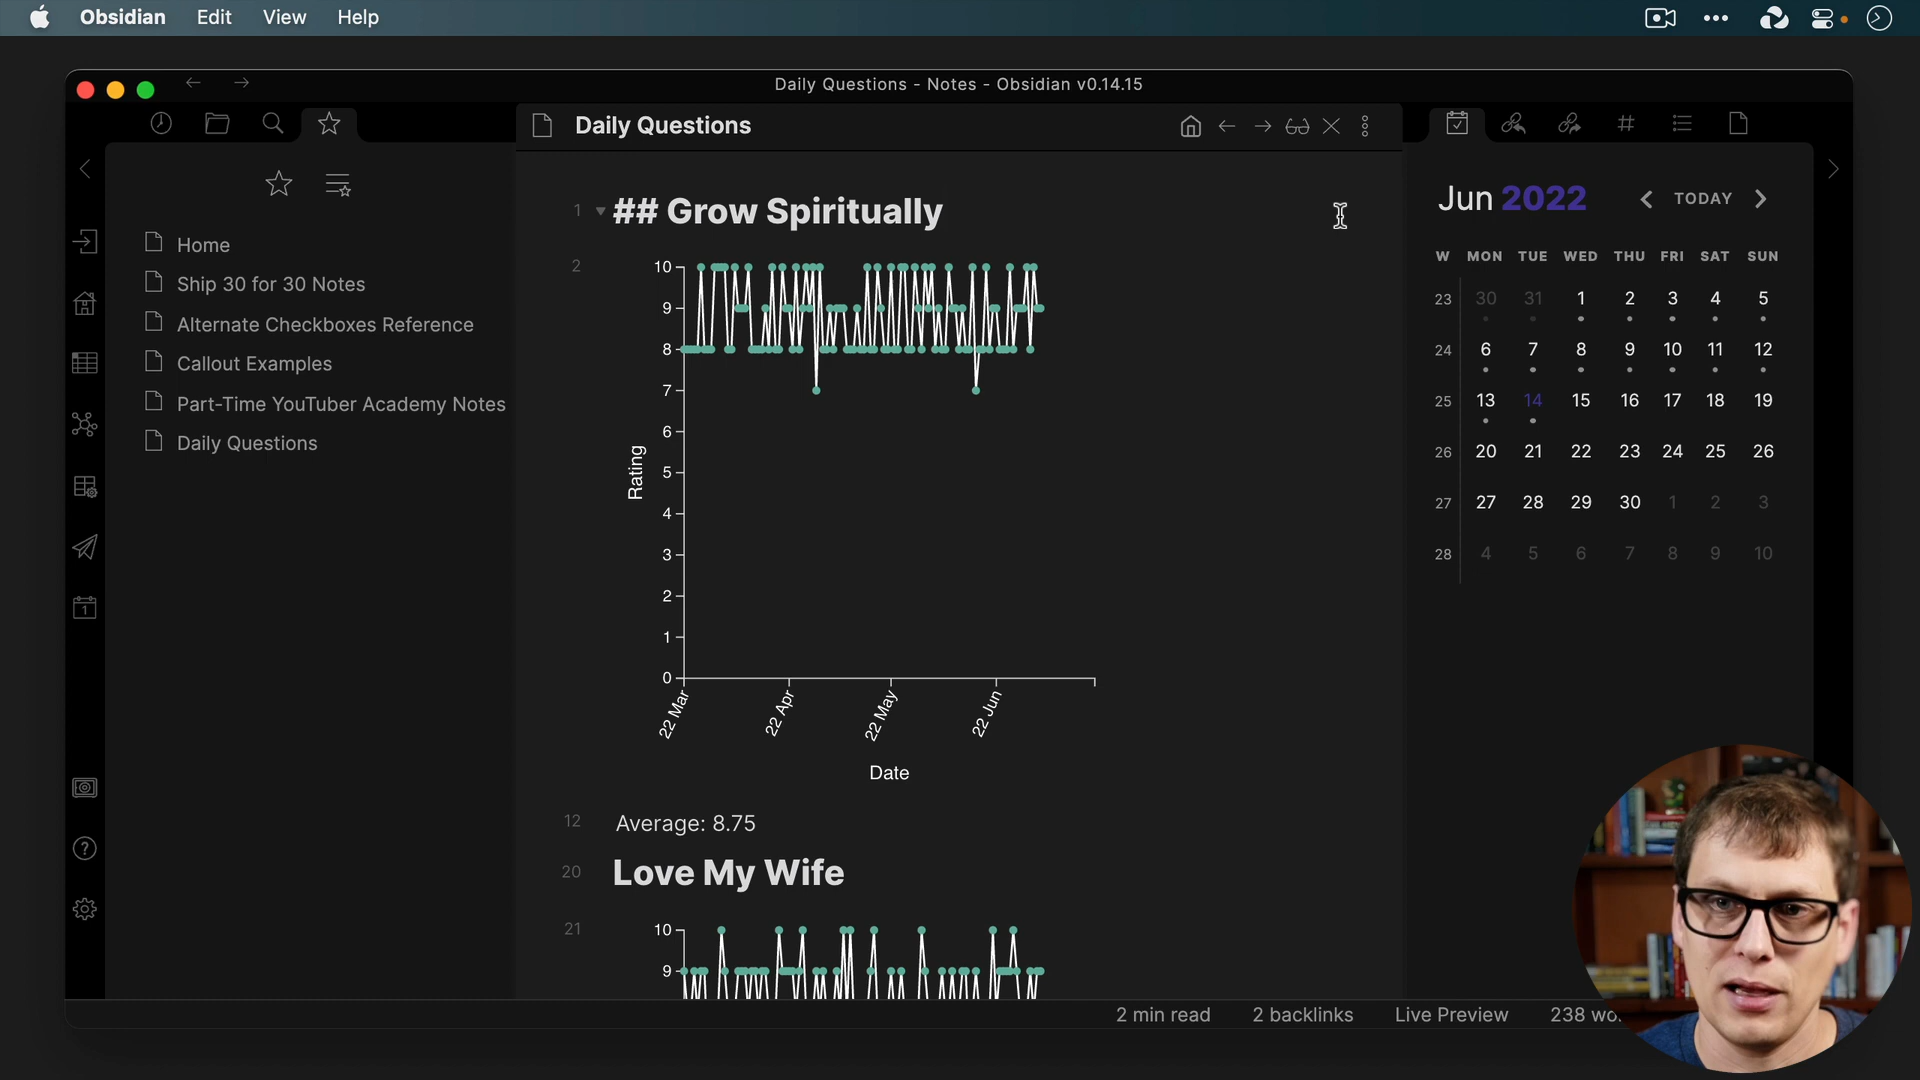 Obsidian Edit View Help
Daily Questions - Notes - Obsidian v0.14.15
Daily Questions
Home
Ship 30 for 30 Notes
Alternate Checkboxes Reference
Callout Examples
Part-Time YouTuber Academy Notes
Daily Questions
1
1 ## Grow Spiritually
2
10
9
8
7
6
5
4
3
2
1
0
Rating
22 Mar
22 Apr
22 May
22 Jun
Date
12 Average: 8.75
20 Love My Wife
21
10
9
Jun 2022 TODAY
W MON TUE WED THU FRI SAT SUN
23 30 31 1 2 3 4 5
24 6 7 8 9 10 11 12
25 13 14 15 16 17 18 19
26 20 21 22 23 24 25 26
27 27 28 29 30 1 2 3
28 4 5 6 7 8 9 10
2 min read 2 backlinks Live Preview 238